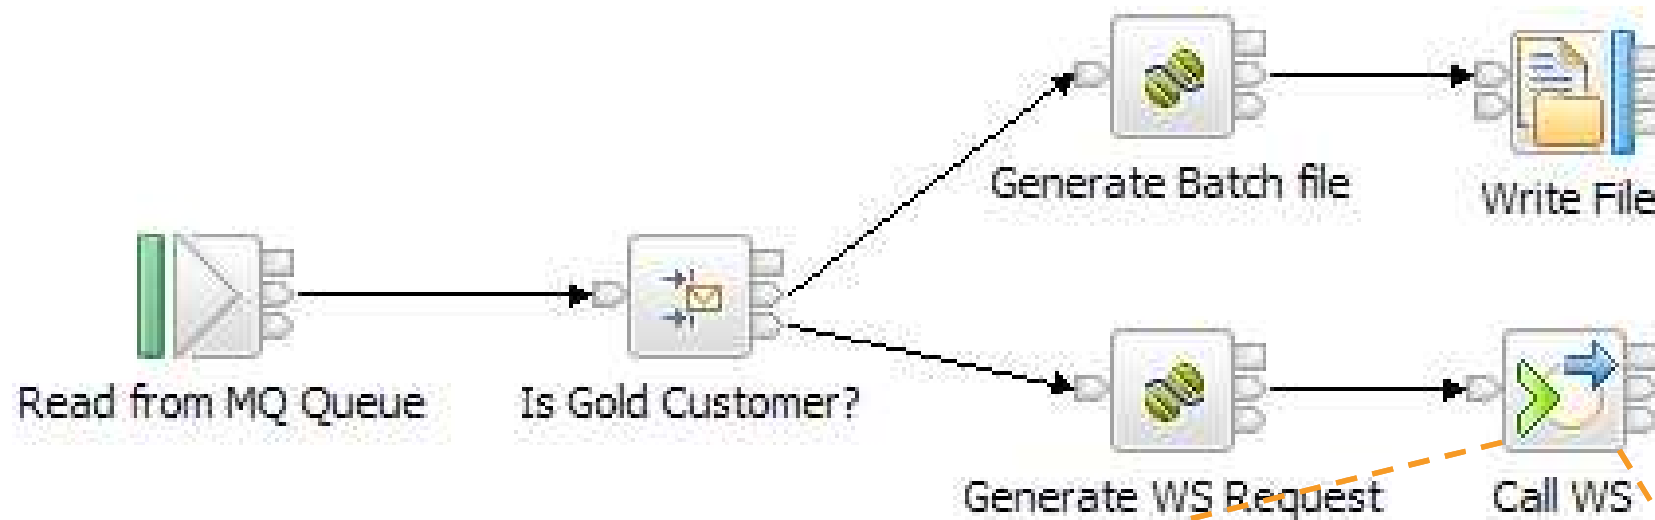 Generate Batch file
Write File
Read from MQ Queue
Is Gold Customer?
Generate WS Request
Call WS